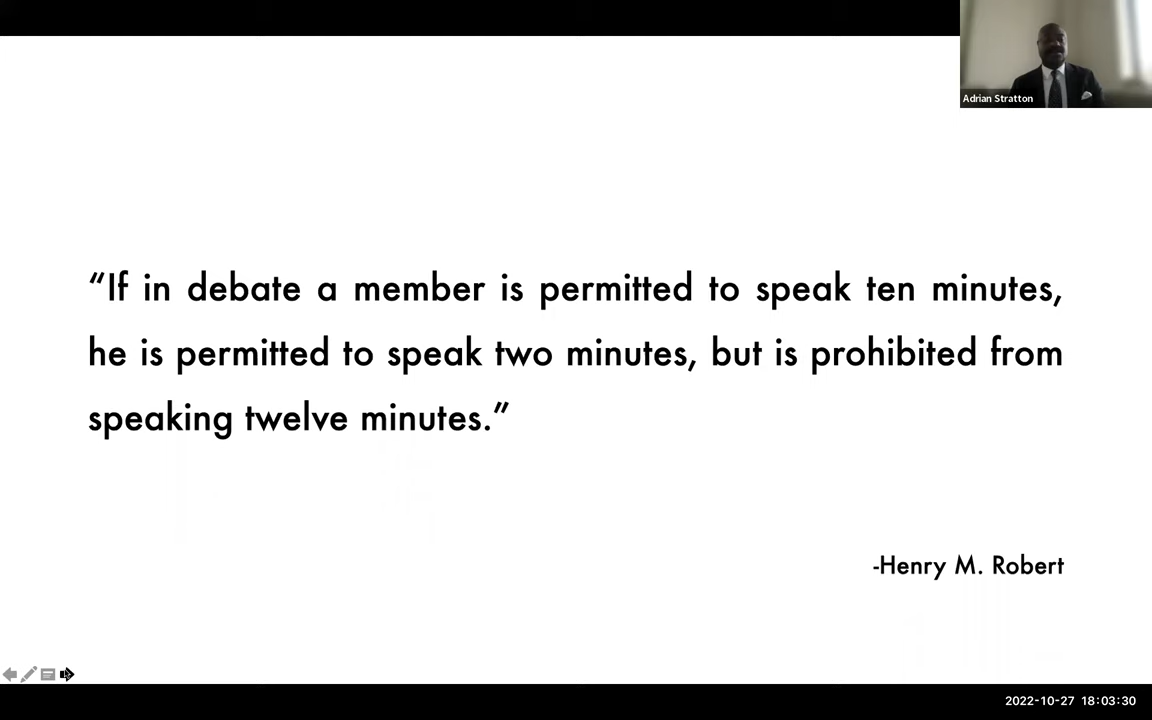 Adrian Stratton
“If in debate a member is permitted to speak ten minutes,
he is permitted to speak two minutes, but is prohibited from
speaking twelve minutes.”
-Henry M. Robert
2022-10-27 18:03:30